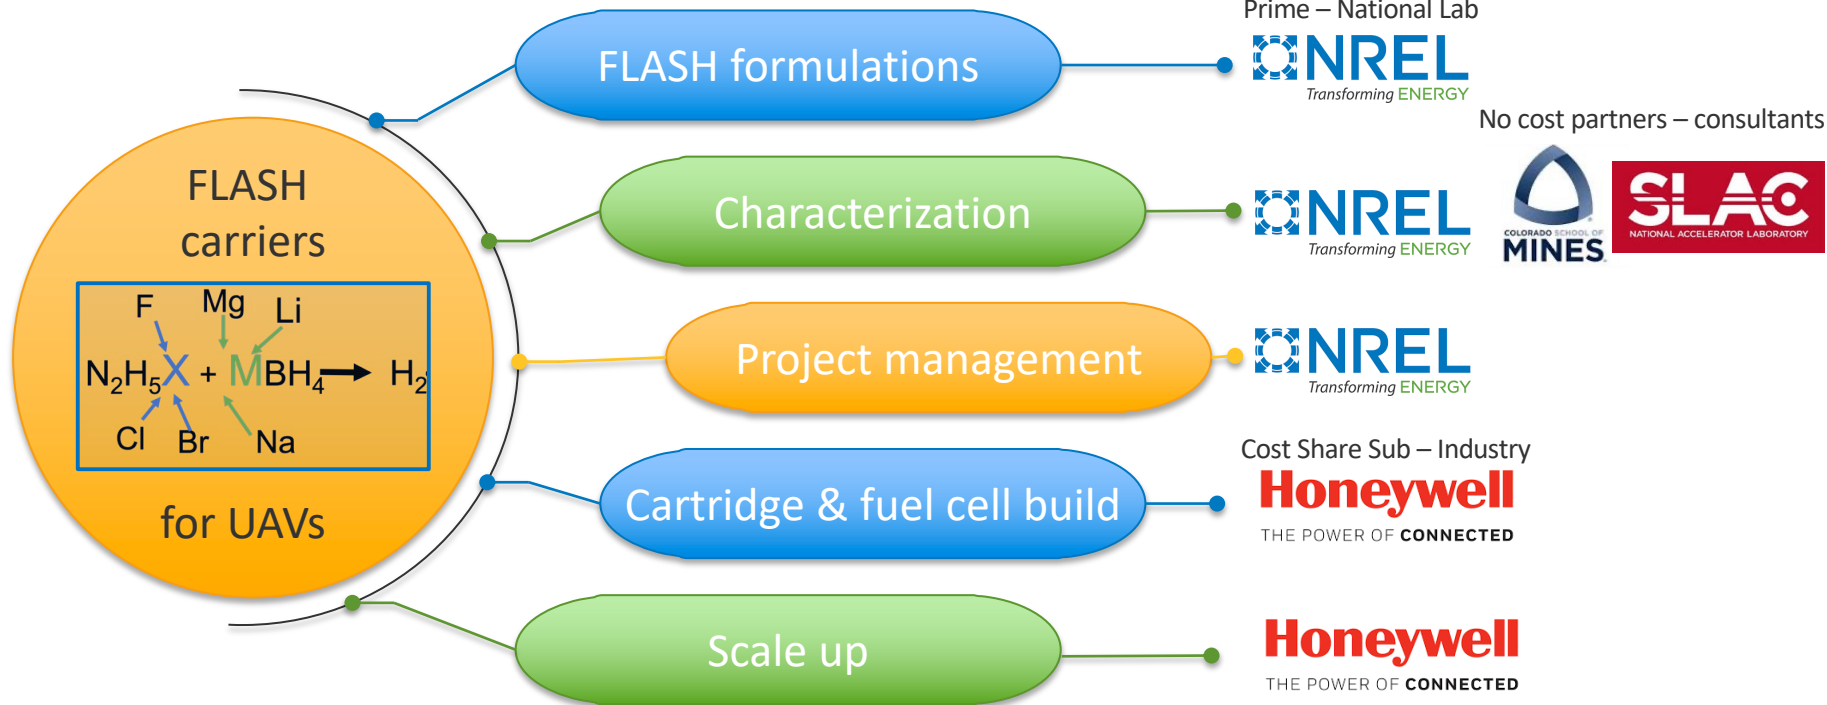 Prime – National Lab
FLASH formulations
NREL
Transforming ENERGY
No cost partners – consultants
FLASH
carriers
Characterization
NREL
Transforming ENERGY
COLORADO SCHOOL OF
MINES
SLAC
NATIONAL ACCELERATOR LABORATORY
F
Mg
Li
N₂H₅X + MBH₄ → H₂
Cl
Br
Na
for UAVs
Project management
NREL
Transforming ENERGY
Cost Share Sub – Industry
Cartridge & fuel cell build
Honeywell
THE POWER OF CONNECTED
Scale up
Honeywell
THE POWER OF CONNECTED